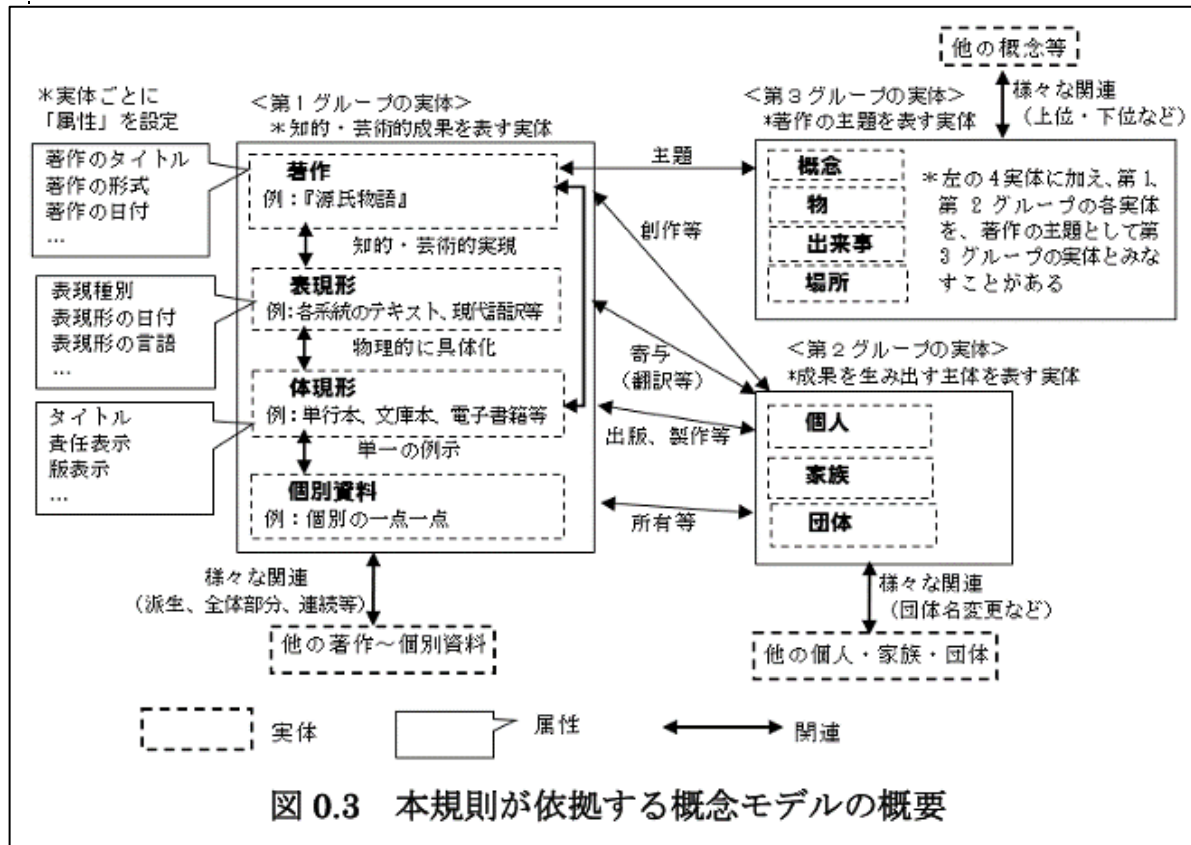 他の概念等
様々な関連
(上位・下位など)
*実体ごとに
「属性」を設定
<第1グループの実体>
*知的・芸術的成果を表す実体
<第3グループの実体>
*著作の主題を表す実体
著作のタイトル
著作の形式
著作の日付
…
著作
例：『源氏物語』
知的・芸術的実現
表現種別
表現形の日付
表現形の言語
…
表現形
例：各系統のテキスト、現代語訳等
物理的に具体化
タイトル
責任表示
版表示
…
体現形
例：単行本、文庫本、電子書籍等
単一の例示
個別資料
例：個別の一点一点
主題
創作等
寄与
(翻訳等)
出版、製作等
所有等
概念
物
出来事
場所
*左の4実体に加え、第1、
第2グループの各実体
を、著作の主題として第
3グループの実体とみな
すことがある
<第2グループの実体>
*成果を生み出す主体を表す実体
個人
家族
団体
様々な関連
(派生、全体部分、連続等)
他の著作～個別資料
様々な関連
(団体名変更など)
他の個人・家族・団体
実体
属性
関連
図 0.3 本規則が依拠する概念モデルの概要